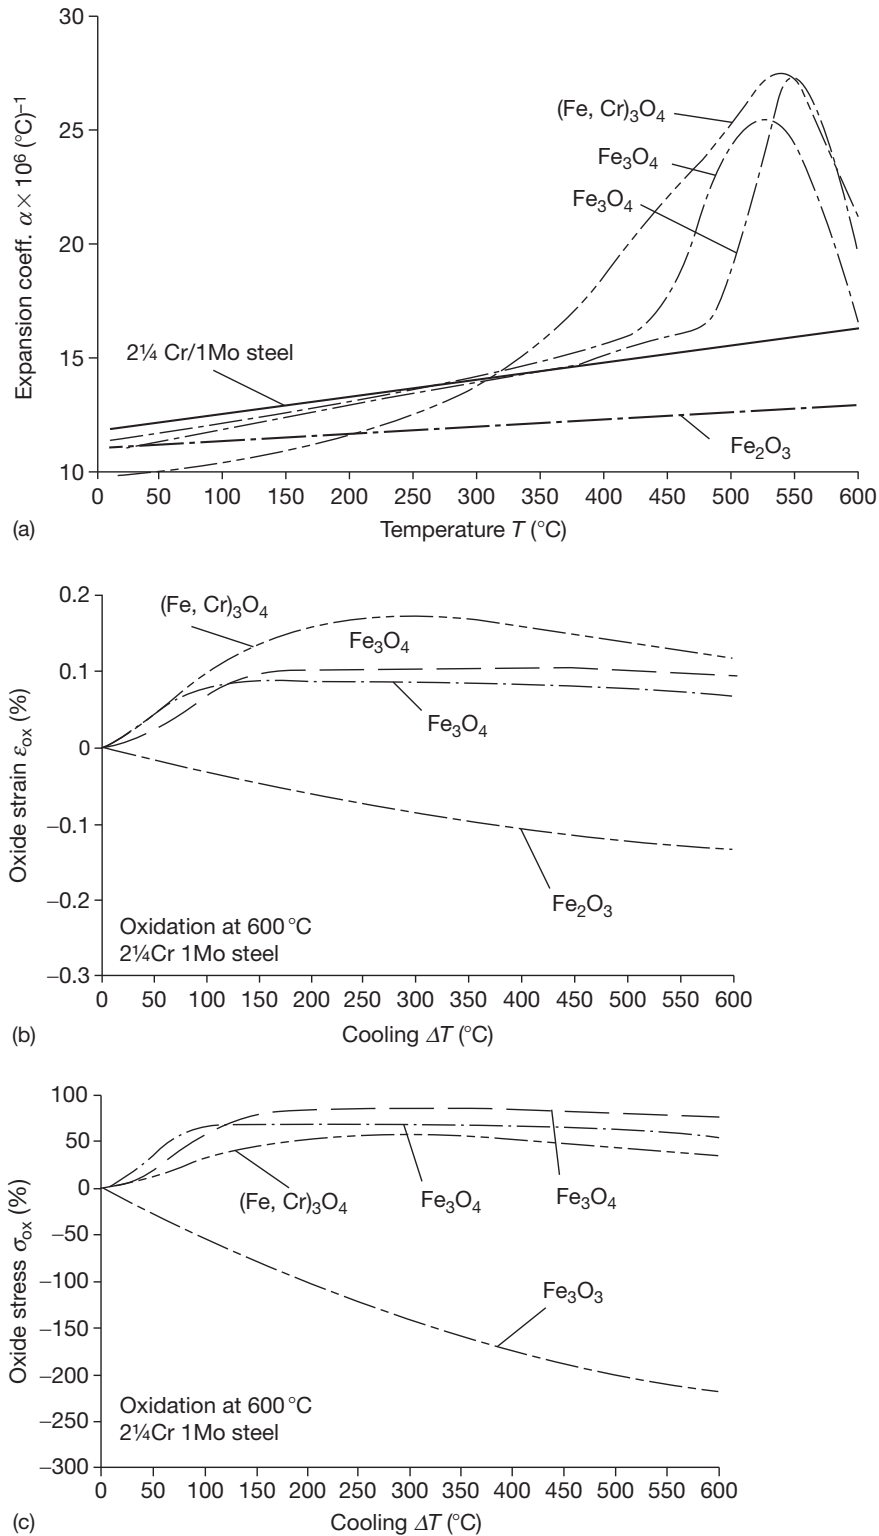 30
25
20
15
10
Expansion coeff. α × 10⁶ (°C)⁻¹
(Fe, Cr)₃O₄
Fe₃O₄
Fe₃O₄
2¼ Cr/1Mo steel
Fe₂O₃
0 50 100 150 200 250 300 350 400 450 500 550 600
(a)
Temperature T (°C)
0.2
0.1
0
–0.1
–0.2
–0.3
Oxide strain εox (%)
(Fe, Cr)₃O₄
Fe₃O₄
Fe₃O₄
Fe₂O₃
Oxidation at 600 °C
2¼Cr 1Mo steel
0 50 100 150 200 250 300 350 400 450 500 550 600
(b)
Cooling ΔT (°C)
100
50
0
–50
–100
–150
–200
–250
–300
Oxide stress σox (%)
(Fe, Cr)₃O₄
Fe₃O₄
Fe₃O₄
Fe₃O₃
Oxidation at 600 °C
2¼Cr 1Mo steel
0 50 100 150 200 250 300 350 400 450 500 550 600
(c)
Cooling ΔT (°C)